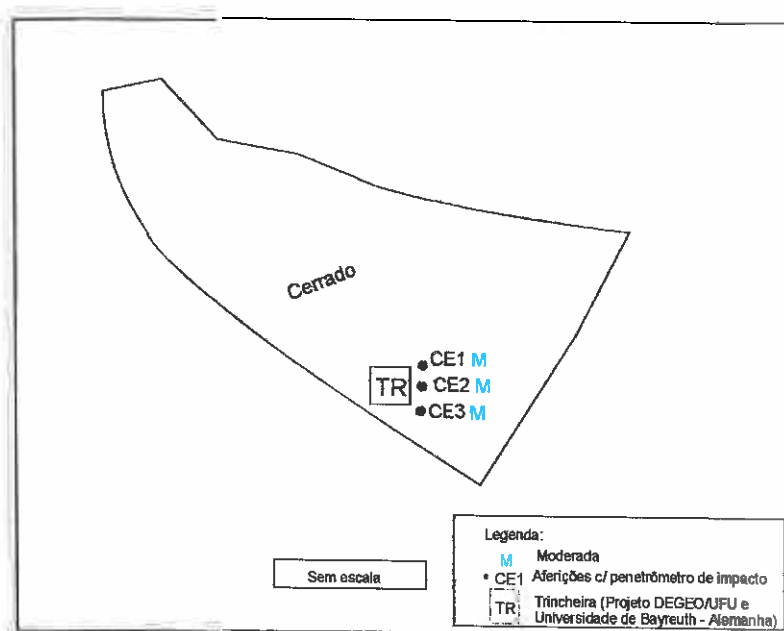 Cerrado
CE1 M
TR CE2 M
CE3 M
Sem escala
Legenda:
M Moderada
CE1 Aferições c/ penetrômetro de impacto
TR Trincheira (Projeto DEGEO/UFU e
Universidade de Bayreuth - Alemanha)